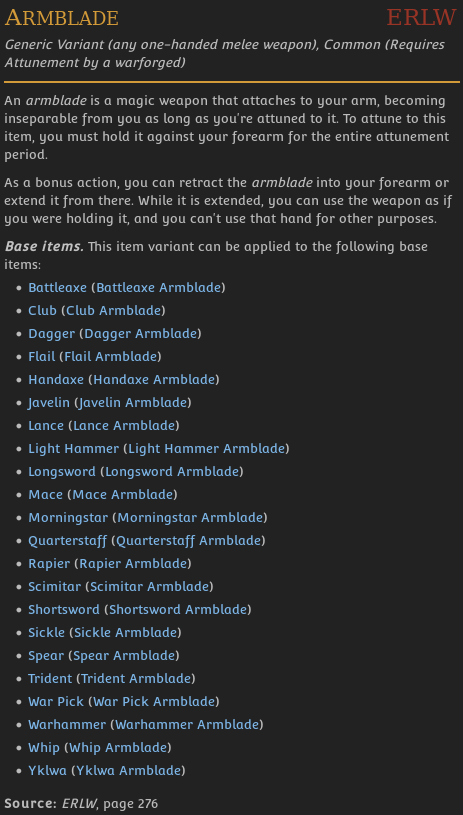 ARMBLADE ERLW
Generic Variant (any one-handed melee weapon), Common (Requires
Attunement by a warforged)
An armblade is a magic weapon that attaches to your arm, becoming
inseparable from you as long as you're attuned to it. To attune to this
item, you must hold it against your forearm for the entire attunement
period.
As a bonus action, you can retract the armblade into your forearm or
extend it from there. While it is extended, you can use the weapon as if
you were holding it, and you can't use that hand for other purposes.
Base items. This item variant can be applied to the following base
items:
• Battleaxe (Battleaxe Armblade)
• Club (Club Armblade)
• Dagger (Dagger Armblade)
• Flail (Flail Armblade)
• Handaxe (Handaxe Armblade)
• Javelin (Javelin Armblade)
• Lance (Lance Armblade)
• Light Hammer (Light Hammer Armblade)
• Longsword (Longsword Armblade)
• Mace (Mace Armblade)
• Morningstar (Morningstar Armblade)
• Quarterstaff (Quarterstaff Armblade)
• Rapier (Rapier Armblade)
• Scimitar (Scimitar Armblade)
• Shortsword (Shortsword Armblade)
• Sickle (Sickle Armblade)
• Spear (Spear Armblade)
• Trident (Trident Armblade)
• War Pick (War Pick Armblade)
• Warhammer (Warhammer Armblade)
• Whip (Whip Armblade)
• Yklwa (Yklwa Armblade)
Source: ERLW, page 276